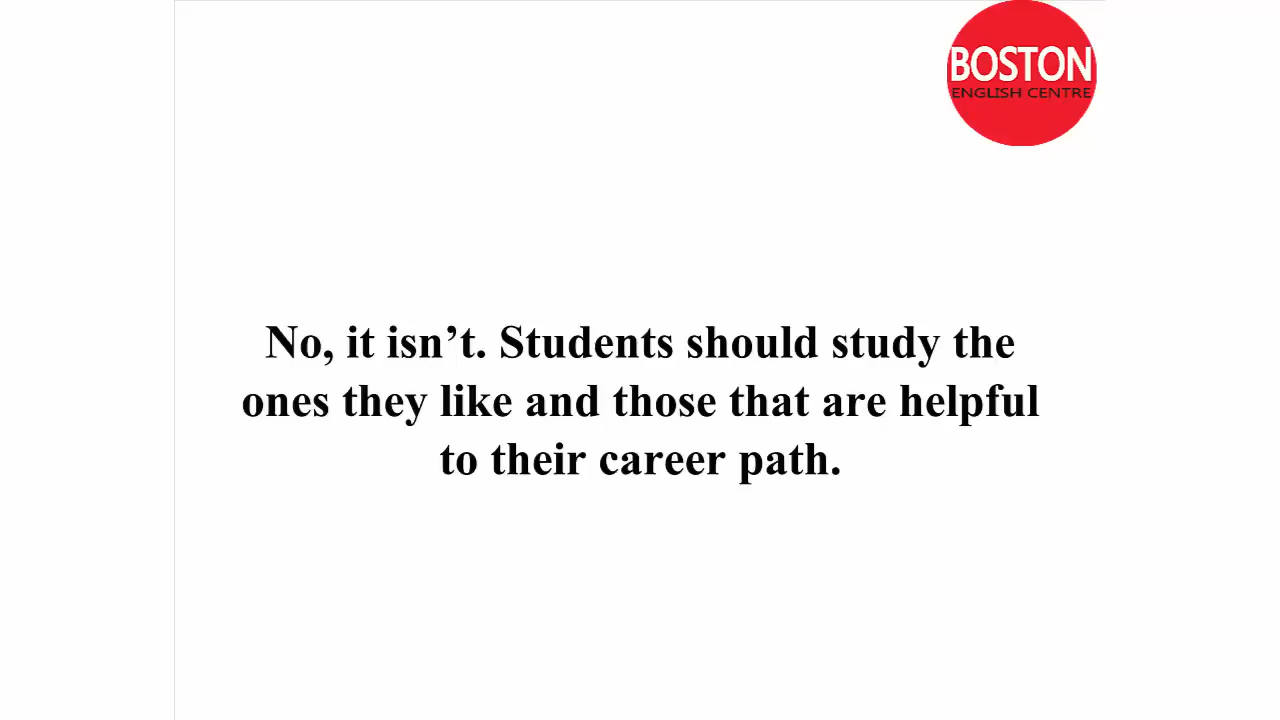 BOSTON
ENGLISH CENTRE
No, it isn’t. Students should study the
ones they like and those that are helpful
to their career path.